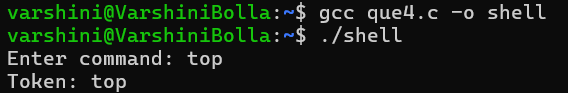 varshini@VarshiniBolla:~$ gcc que4.c -o shell
varshini@VarshiniBolla:~$ ./shell
Enter command: top
Token: top